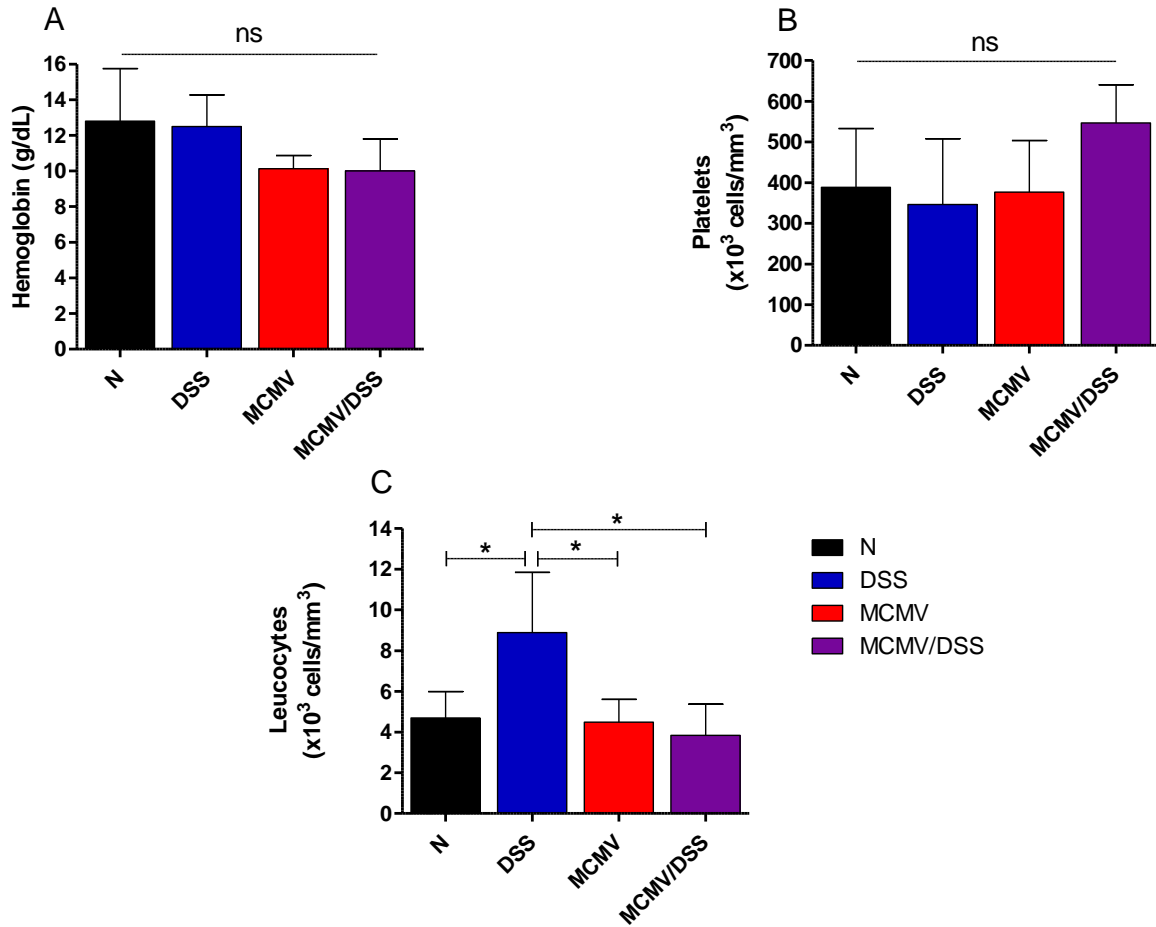 A
ns
Hemoglobin (g/dL)
16
14
12
10
8
6
4
2
0
N
DSS
MCMV
MCMV/DSS
B
ns
Platelets
(x10³ cells/mm³)
700
600
500
400
300
200
100
0
N
DSS
MCMV
MCMV/DSS
C
*
*
*
Leucocytes
(x10³ cells/mm³)
14
12
10
8
6
4
2
0
N
DSS
MCMV
MCMV/DSS
N
DSS
MCMV
MCMV/DSS